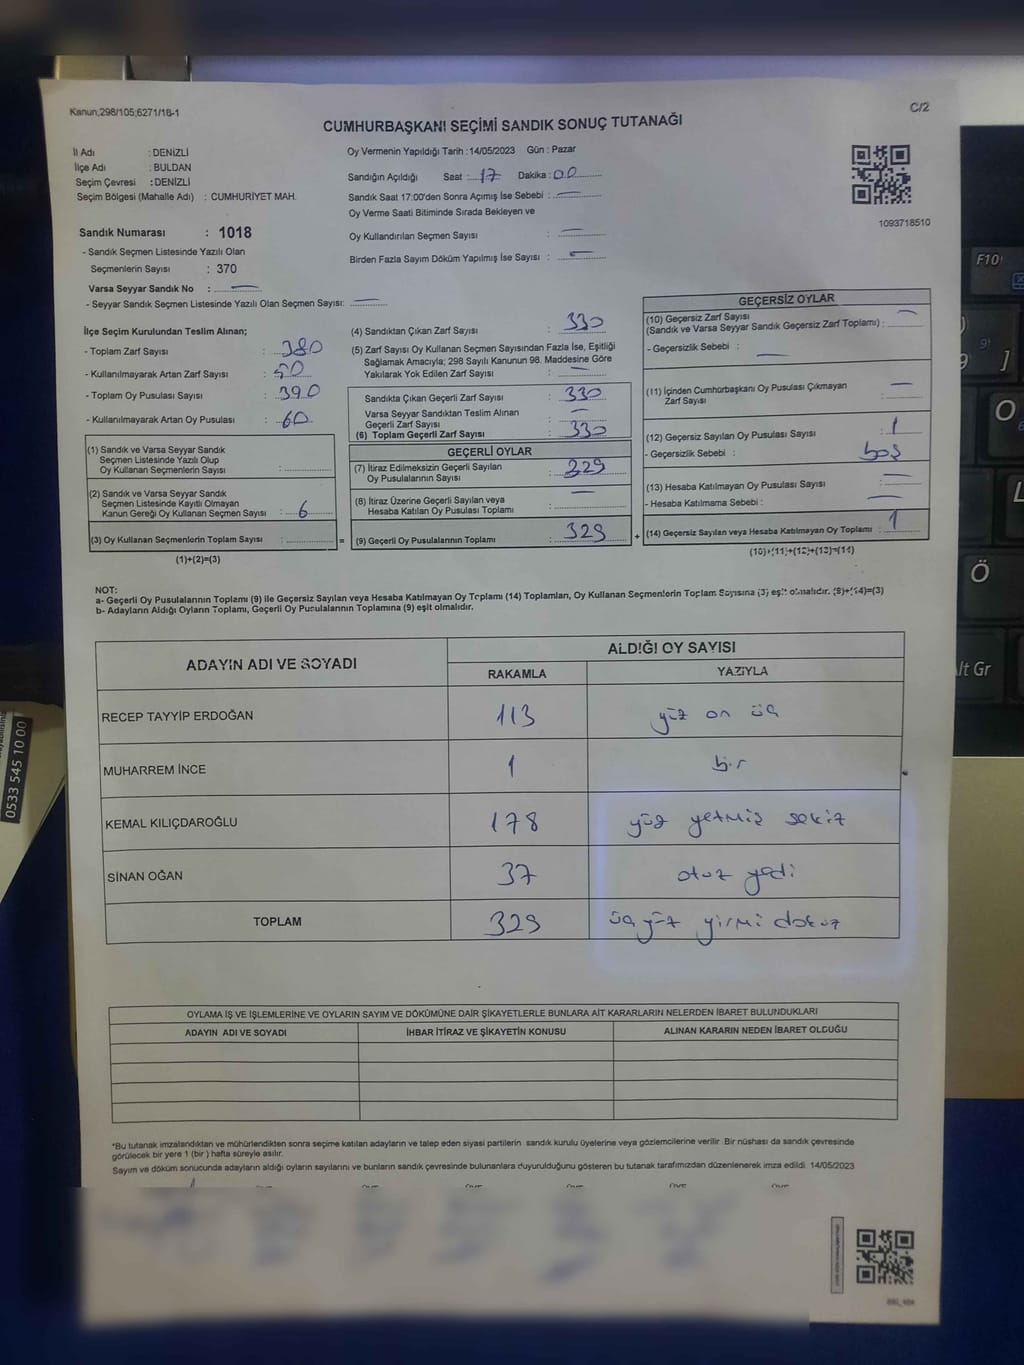 Kanun;298/105;6271/18-1
C/2
CUMHURBAŞKANI SEÇİMİ SANDIK SONUÇ TUTANAĞI
İl Adı : DENİZLİ
İlçe Adı : BULDAN
Seçim Çevresi : DENİZLİ
Seçim Bölgesi (Mahalle Adı) : CUMHURİYET MAH.
Oy Vermenin Yapıldığı Tarih : 14/05/2023 Gün : Pazar
Sandığın Açıldığı Saat : 17 Dakika : 00
Sandık Saat 17:00'den Sonra Açımış İse Sebebi : —
Oy Verme Saati Bitiminde Sırada Bekleyen ve
Oy Kullandırılan Seçmen Sayısı : —
Birden Fazla Sayım Döküm Yapılmış İse Sayısı : —
1093718510
Sandık Numarası : 1018
- Sandık Seçmen Listesinde Yazılı Olan
Seçmenlerin Sayısı : 370
Varsa Seyyar Sandık No : —
- Seyyar Sandık Seçmen Listesinde Yazılı Olan Seçmen Sayısı: —
İlçe Seçim Kurulundan Teslim Alınan;
- Toplam Zarf Sayısı : 380
- Kullanılmayarak Artan Zarf Sayısı : 50
- Toplam Oy Pusulası Sayısı : 390
- Kullanılmayarak Artan Oy Pusulası : 60
(1) Sandık ve Varsa Seyyar Sandık
Seçmen Listesinde Yazılı Olup
Oy Kullanan Seçmenlerin Sayısı :
(2) Sandık ve Varsa Seyyar Sandık
Seçmen Listesinde Kayıtlı Olmayan
Kanun Gereği Oy Kullanan Seçmen Sayısı : 6
(3) Oy Kullanan Seçmenlerin Toplam Sayısı : =
(1)+(2)=(3)
(4) Sandıktan Çıkan Zarf Sayısı : 330
(5) Zarf Sayısı Oy Kullanan Seçmen Sayısından Fazla İse, Eşitliği
Sağlamak Amacıyla; 298 Sayılı Kanunun 98. Maddesine Göre
Yakılarak Yok Edilen Zarf Sayısı : —
Sandıkta Çıkan Geçerli Zarf Sayısı : 330
Varsa Seyyar Sandıktan Teslim Alınan
Geçerli Zarf Sayısı : —
(6) Toplam Geçerli Zarf Sayısı : 330
GEÇERLİ OYLAR
(7) İtiraz Edilmeksizin Geçerli Sayılan
Oy Pusulalarının Sayısı : 329
(8) İtiraz Üzerine Geçerli Sayılan veya
Hesaba Katılan Oy Pusulası Toplamı : —
(9) Geçerli Oy Pusulalarının Toplamı : 329 +
GEÇERSİZ OYLAR
(10) Geçersiz Zarf Sayısı
(Sandık ve Varsa Seyyar Sandık Geçersiz Zarf Toplamı) : —
- Geçersizlik Sebebi : —
(11) İçinden Cumhurbaşkanı Oy Pusulası Çıkmayan
Zarf Sayısı : —
(12) Geçersiz Sayılan Oy Pusulası Sayısı : 1
- Geçersizlik Sebebi : boş
(13) Hesaba Katılmayan Oy Pusulası Sayısı : —
- Hesaba Katılmama Sebebi : —
(14) Geçersiz Sayılan veya Hesaba Katılmayan Oy Toplamı : 1
(10)+(11)+(12)+(13)=(14)
NOT:
a- Geçerli Oy Pusulalarının Toplamı (9) ile Geçersiz Sayılan veya Hesaba Katılmayan Oy Toplamı (14) Toplamları, Oy Kullanan Seçmenlerin Toplam Sayısına (3) eşit olmalıdır. (9)+(14)=(3)
b- Adayların Aldığı Oyların Toplamı, Geçerli Oy Pusulalarının Toplamına (9) eşit olmalıdır.
ADAYIN ADI VE SOYADI
ALDIĞI OY SAYISI
RAKAMLA YAZIYLA
RECEP TAYYİP ERDOĞAN 113 yüz on üç
MUHARREM İNCE 1 bir
KEMAL KILIÇDAROĞLU 178 yüz yetmiş sekiz
SİNAN OĞAN 37 otuz yedi
TOPLAM 329 üç yüz yirmi dokuz
OYLAMA İŞ VE İŞLEMLERİNE VE OYLARIN SAYIM VE DÖKÜMÜNE DAİR ŞİKAYETLERLE BUNLARA AİT KARARLARIN NELERDEN İBARET BULUNDUKLARI
ADAYIN ADI VE SOYADI İHBAR İTİRAZ VE ŞİKAYETİN KONUSU ALINAN KARARIN NEDEN İBARET OLDUĞU
*Bu tutanak imzalandıktan ve mühürlendikten sonra seçime katılan adayların ve talep eden siyasi partilerin sandık kurulu üyelerine veya gözlemcilerine verilir. Bir nüshası da sandık çevresinde
görülecek bir yere 1 (bir) hafta süreyle asılır.
Sayım ve döküm sonucunda adayların aldığı oyların sayılarını ve bunların sandık çevresinde bulunanlara duyurulduğunu gösteren bu tutanak tarafımızdan düzenlenerek imza edildi. 14/05/2023
0533 545 10 00
F10
9
]
O
L
Ö
lt Gr